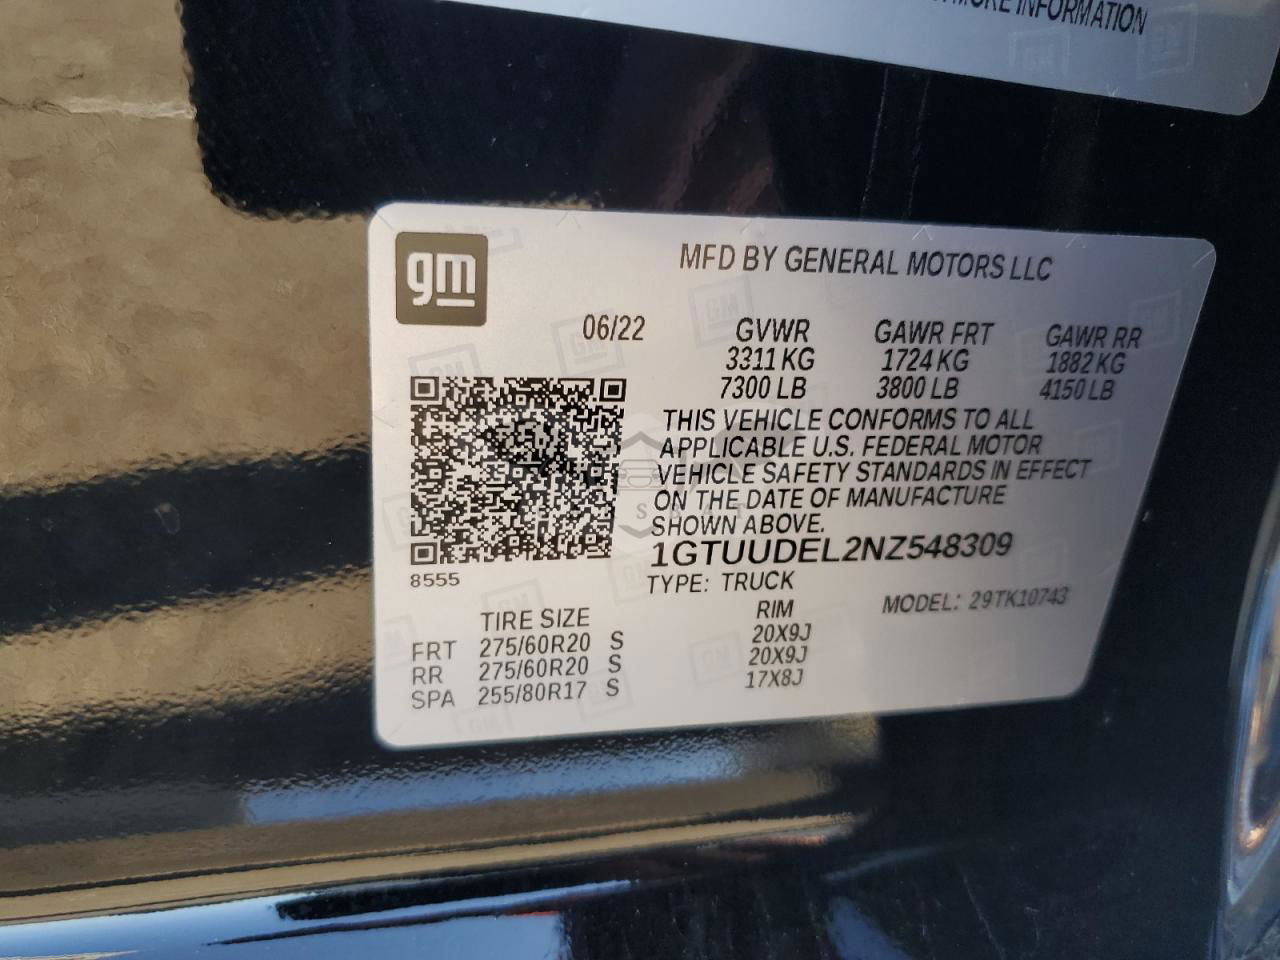 MORE INFORMATION
gm
MFD BY GENERAL MOTORS LLC
06/22 GVWR GAWR FRT GAWR RR
3311 KG 1724 KG 1882 KG
7300 LB 3800 LB 4150 LB
THIS VEHICLE CONFORMS TO ALL
APPLICABLE U.S. FEDERAL MOTOR
VEHICLE SAFETY STANDARDS IN EFFECT
ON THE DATE OF MANUFACTURE
SHOWN ABOVE.
1GTUUDEL2NZ548309
8555
TYPE: TRUCK
TIRE SIZE RIM MODEL: 29TK10743
FRT 275/60R20 S 20X9J
RR 275/60R20 S 20X9J
SPA 255/80R17 S 17X8J